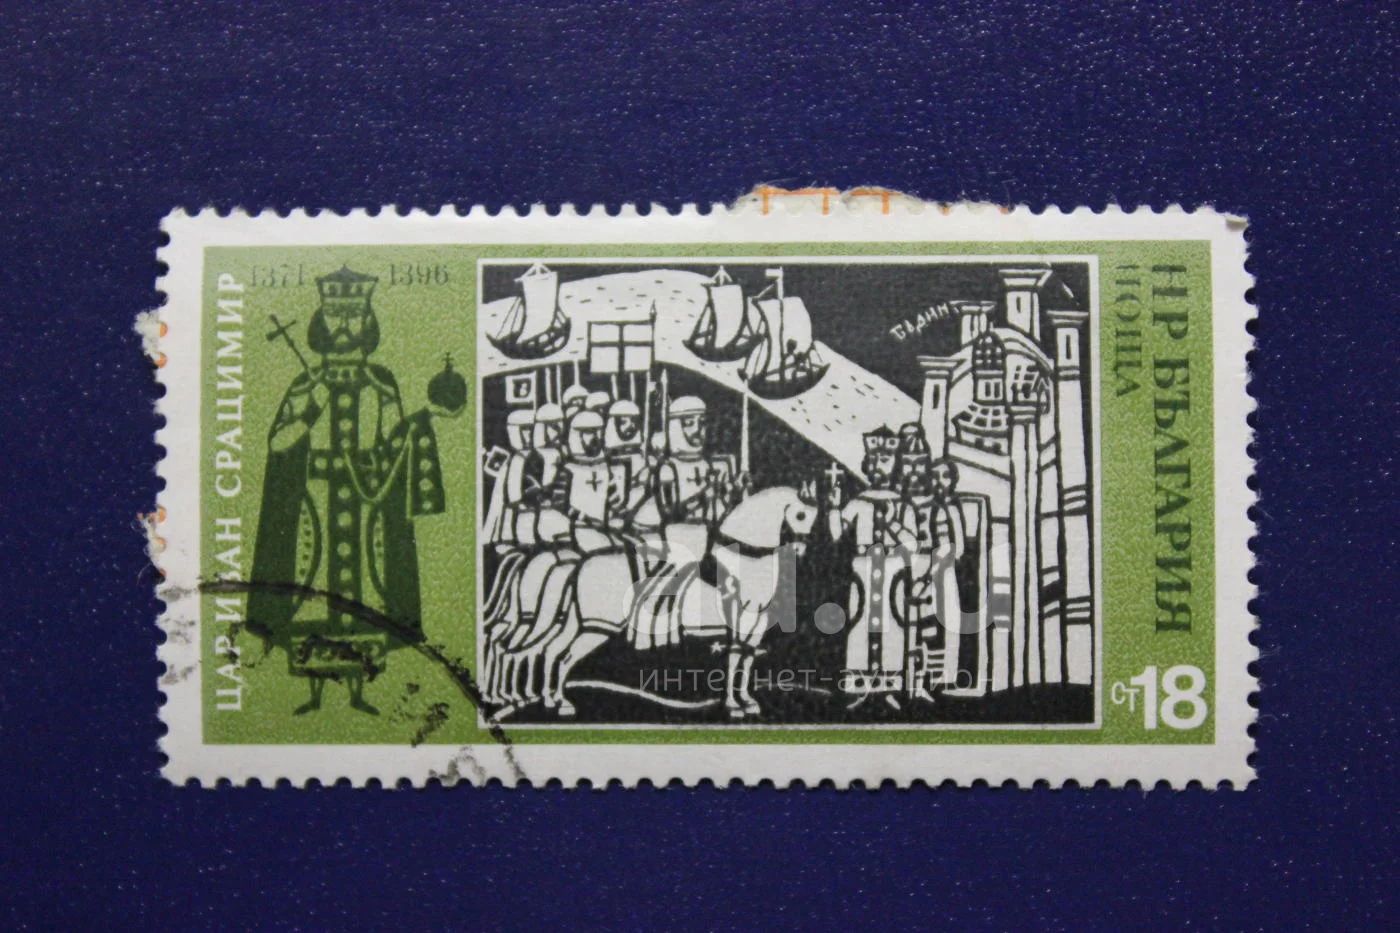 1371 - 1396
ЦАР ИВАН СРАЦИМИР
БДИН
НР БЪЛГАРИЯ
ПОЩА
СТ 18
au.ru
интернет-аукцион